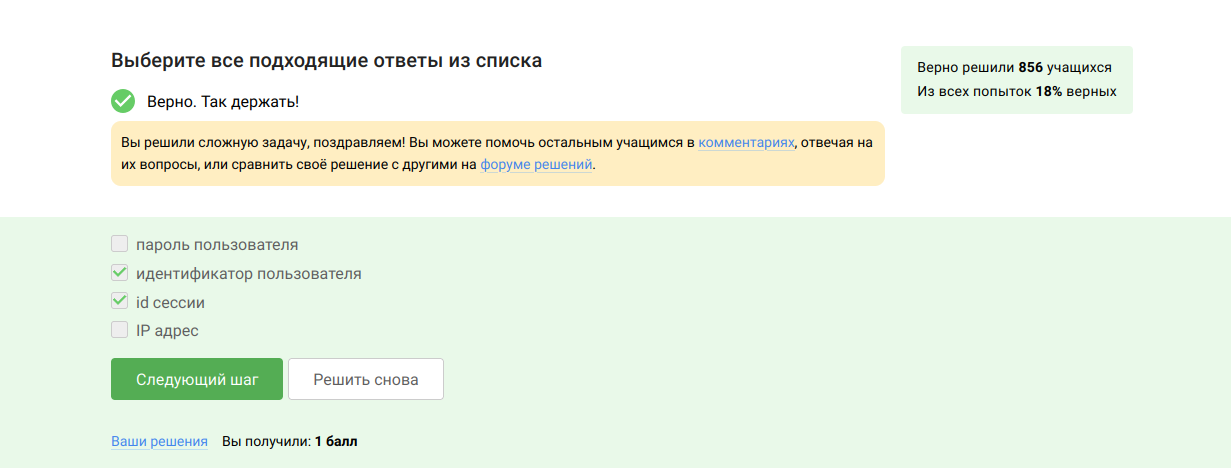 Выберите все подходящие ответы из списка
Верно решили 856 учащихся
Из всех попыток 18% верных
Верно. Так держать!
Вы решили сложную задачу, поздравляем! Вы можете помочь остальным учащимся в комментариях, отвечая на
их вопросы, или сравнить своё решение с другими на форуме решений.
пароль пользователя
идентификатор пользователя
id сессии
IP адрес
Следующий шаг Решить снова
Ваши решения Вы получили: 1 балл